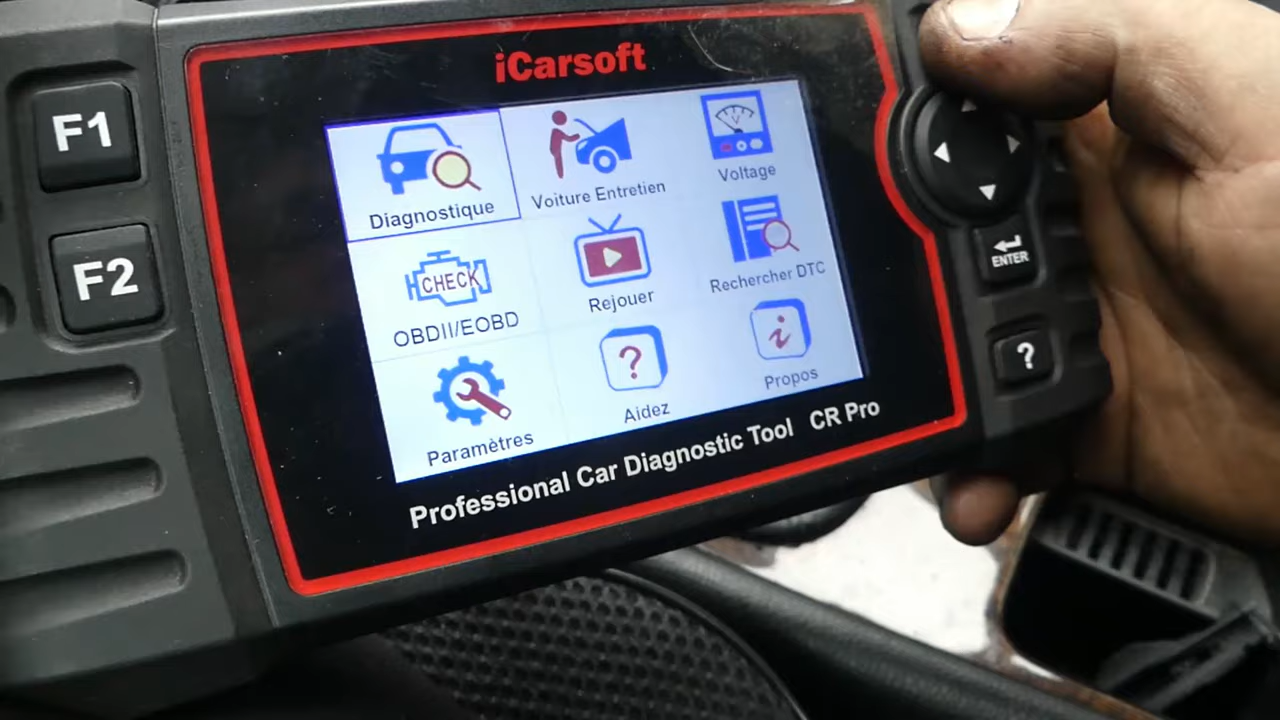 iCarsoft
F1
F2
Diagnostique
Voiture Entretien
Voltage
CHECK
OBDII/EOBD
Rejouer
Rechercher DTC
Paramètres
?
Aidez
i
Propos
Professional Car Diagnostic Tool CR Pro
ENTER
?